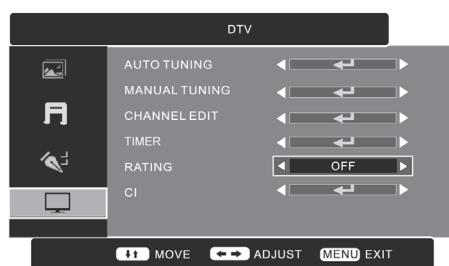 DTV
AUTO TUNING
MANUAL TUNING
CHANNEL EDIT
TIMER
RATING OFF
CI
MOVE ADJUST MENU EXIT